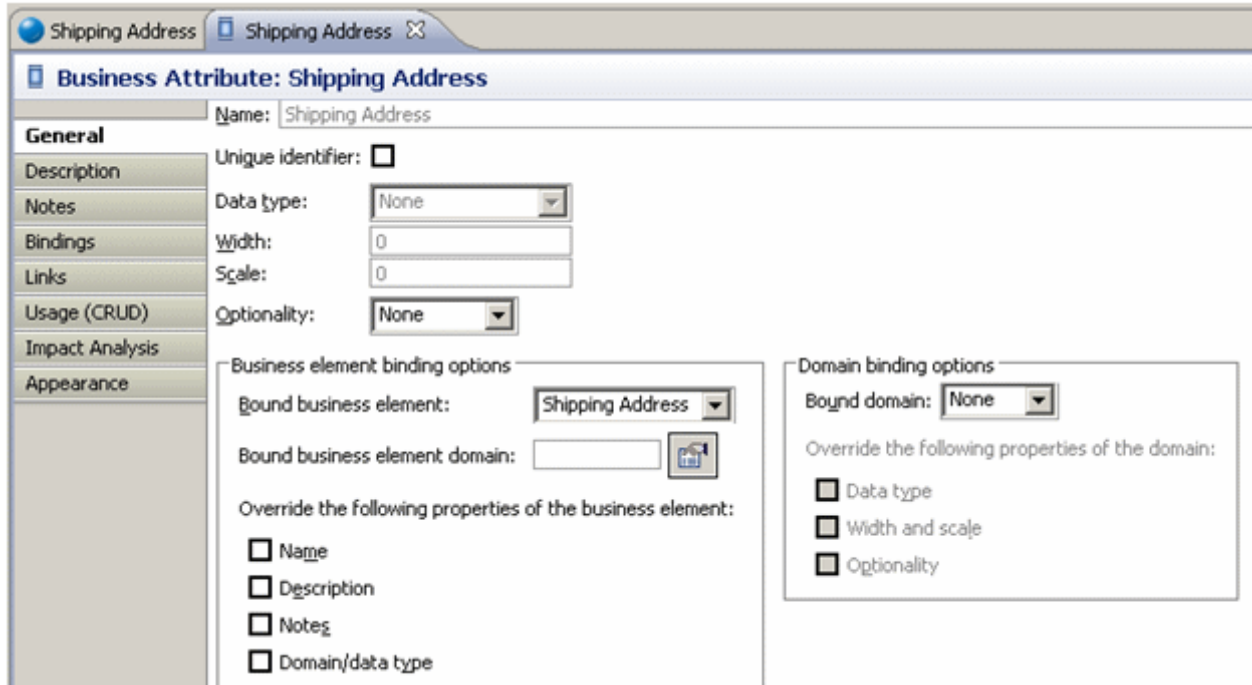 Shipping Address Shipping Address
Business Attribute: Shipping Address
General
Description
Notes
Bindings
Links
Usage (CRUD)
Impact Analysis
Appearance
Name: Shipping Address
Unique identifier:
Data type: None
Width: 0
Scale: 0
Optionality: None
Business element binding options
Bound business element: Shipping Address
Bound business element domain:
Override the following properties of the business element:
Name
Description
Notes
Domain/data type
Domain binding options
Bound domain: None
Override the following properties of the domain:
Data type
Width and scale
Optionality